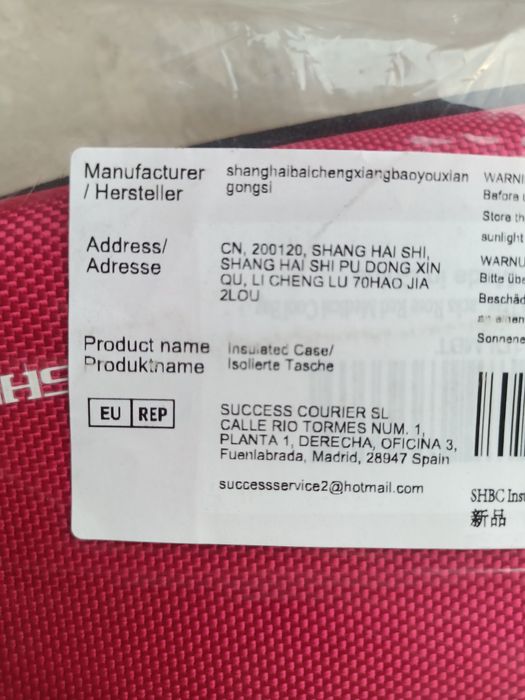 Manufacturer
/ Hersteller
shanghaibaichengxiangbaoyouxian
gongsi
Address/
Adresse
CN, 200120, SHANG HAI SHI,
SHANG HAI SHI PU DONG XIN
QU, LI CHENG LU 70HAO JIA
2LOU
Product name
Produktname
Insulated Case/
Isolierte Tasche
EU REP
SUCCESS COURIER SL
CALLE RIO TORMES NUM. 1,
PLANTA 1, DERECHA, OFICINA 3,
Fuenlabrada, Madrid, 28947 Spain
successservice2@hotmail.com
WARNI
Before
Store th
sunlight
WARNU
Bitte übe
Beschäd
Sonnene
SHBC Inst
新品
SH